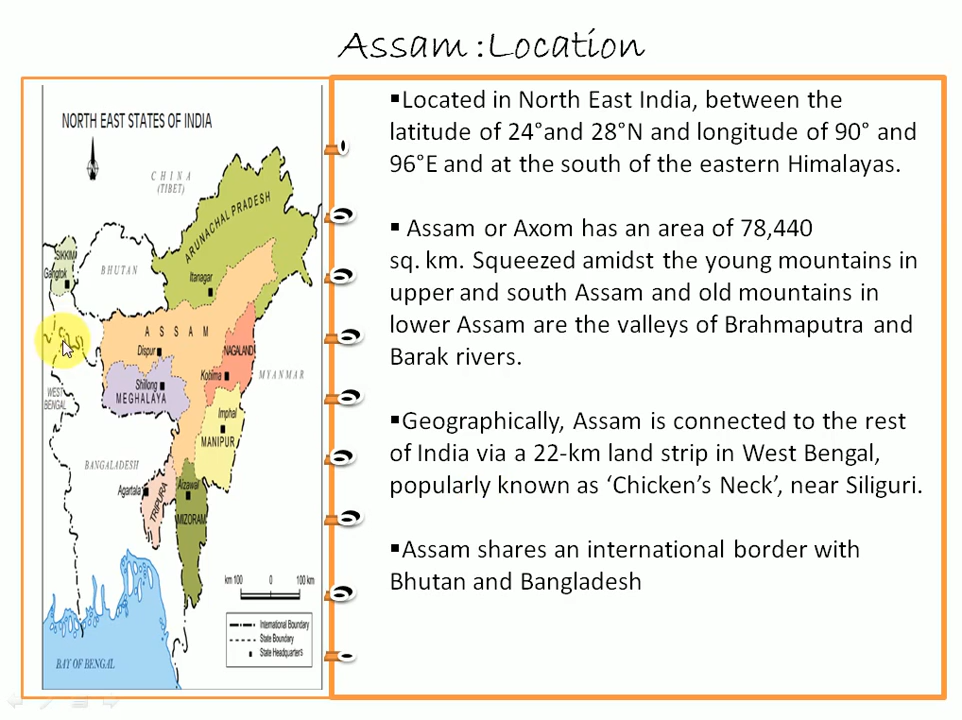 Assam :Location
NORTH EAST STATES OF INDIA
CHINA
(TIBET)
ARUNACHAL PRADESH
SIKKIM
Gangtok
BHUTAN
Itanagar
ASSAM
Dispur
NAGALAND
Kohima
Shillong
MEGHALAYA
MYANMAR
WEST
BENGAL
Imphal
MANIPUR
BANGLADESH
Agartala
Aizawal
TRIPURA
MIZORAM
km 100 0 100 km
International Boundary
State Boundary
State Headquarters
BAY OF BENGAL
▪Located in North East India, between the
latitude of 24°and 28°N and longitude of 90° and
96°E and at the south of the eastern Himalayas.
▪ Assam or Axom has an area of 78,440
sq. km. Squeezed amidst the young mountains in
upper and south Assam and old mountains in
lower Assam are the valleys of Brahmaputra and
Barak rivers.
▪Geographically, Assam is connected to the rest
of India via a 22-km land strip in West Bengal,
popularly known as ‘Chicken’s Neck’, near Siliguri.
▪Assam shares an international border with
Bhutan and Bangladesh